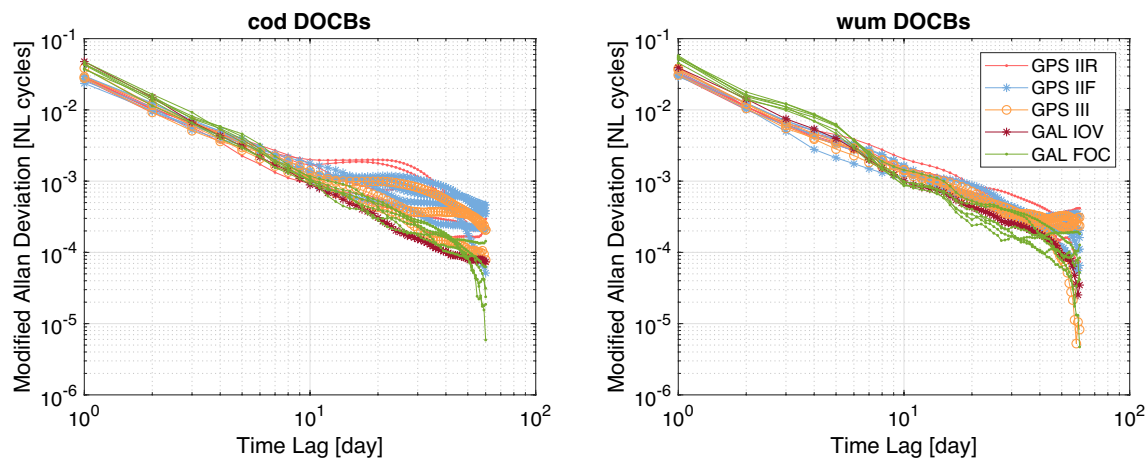 cod DOCBs
Modified Allan Deviation [NL cycles]
10^-1
10^-2
10^-3
10^-4
10^-5
10^-6
10^0
10^1
10^2
Time Lag [day]
wum DOCBs
Modified Allan Deviation [NL cycles]
10^-1
10^-2
10^-3
10^-4
10^-5
10^-6
GPS IIR
GPS IIF
GPS III
GAL IOV
GAL FOC
10^0
10^1
10^2
Time Lag [day]